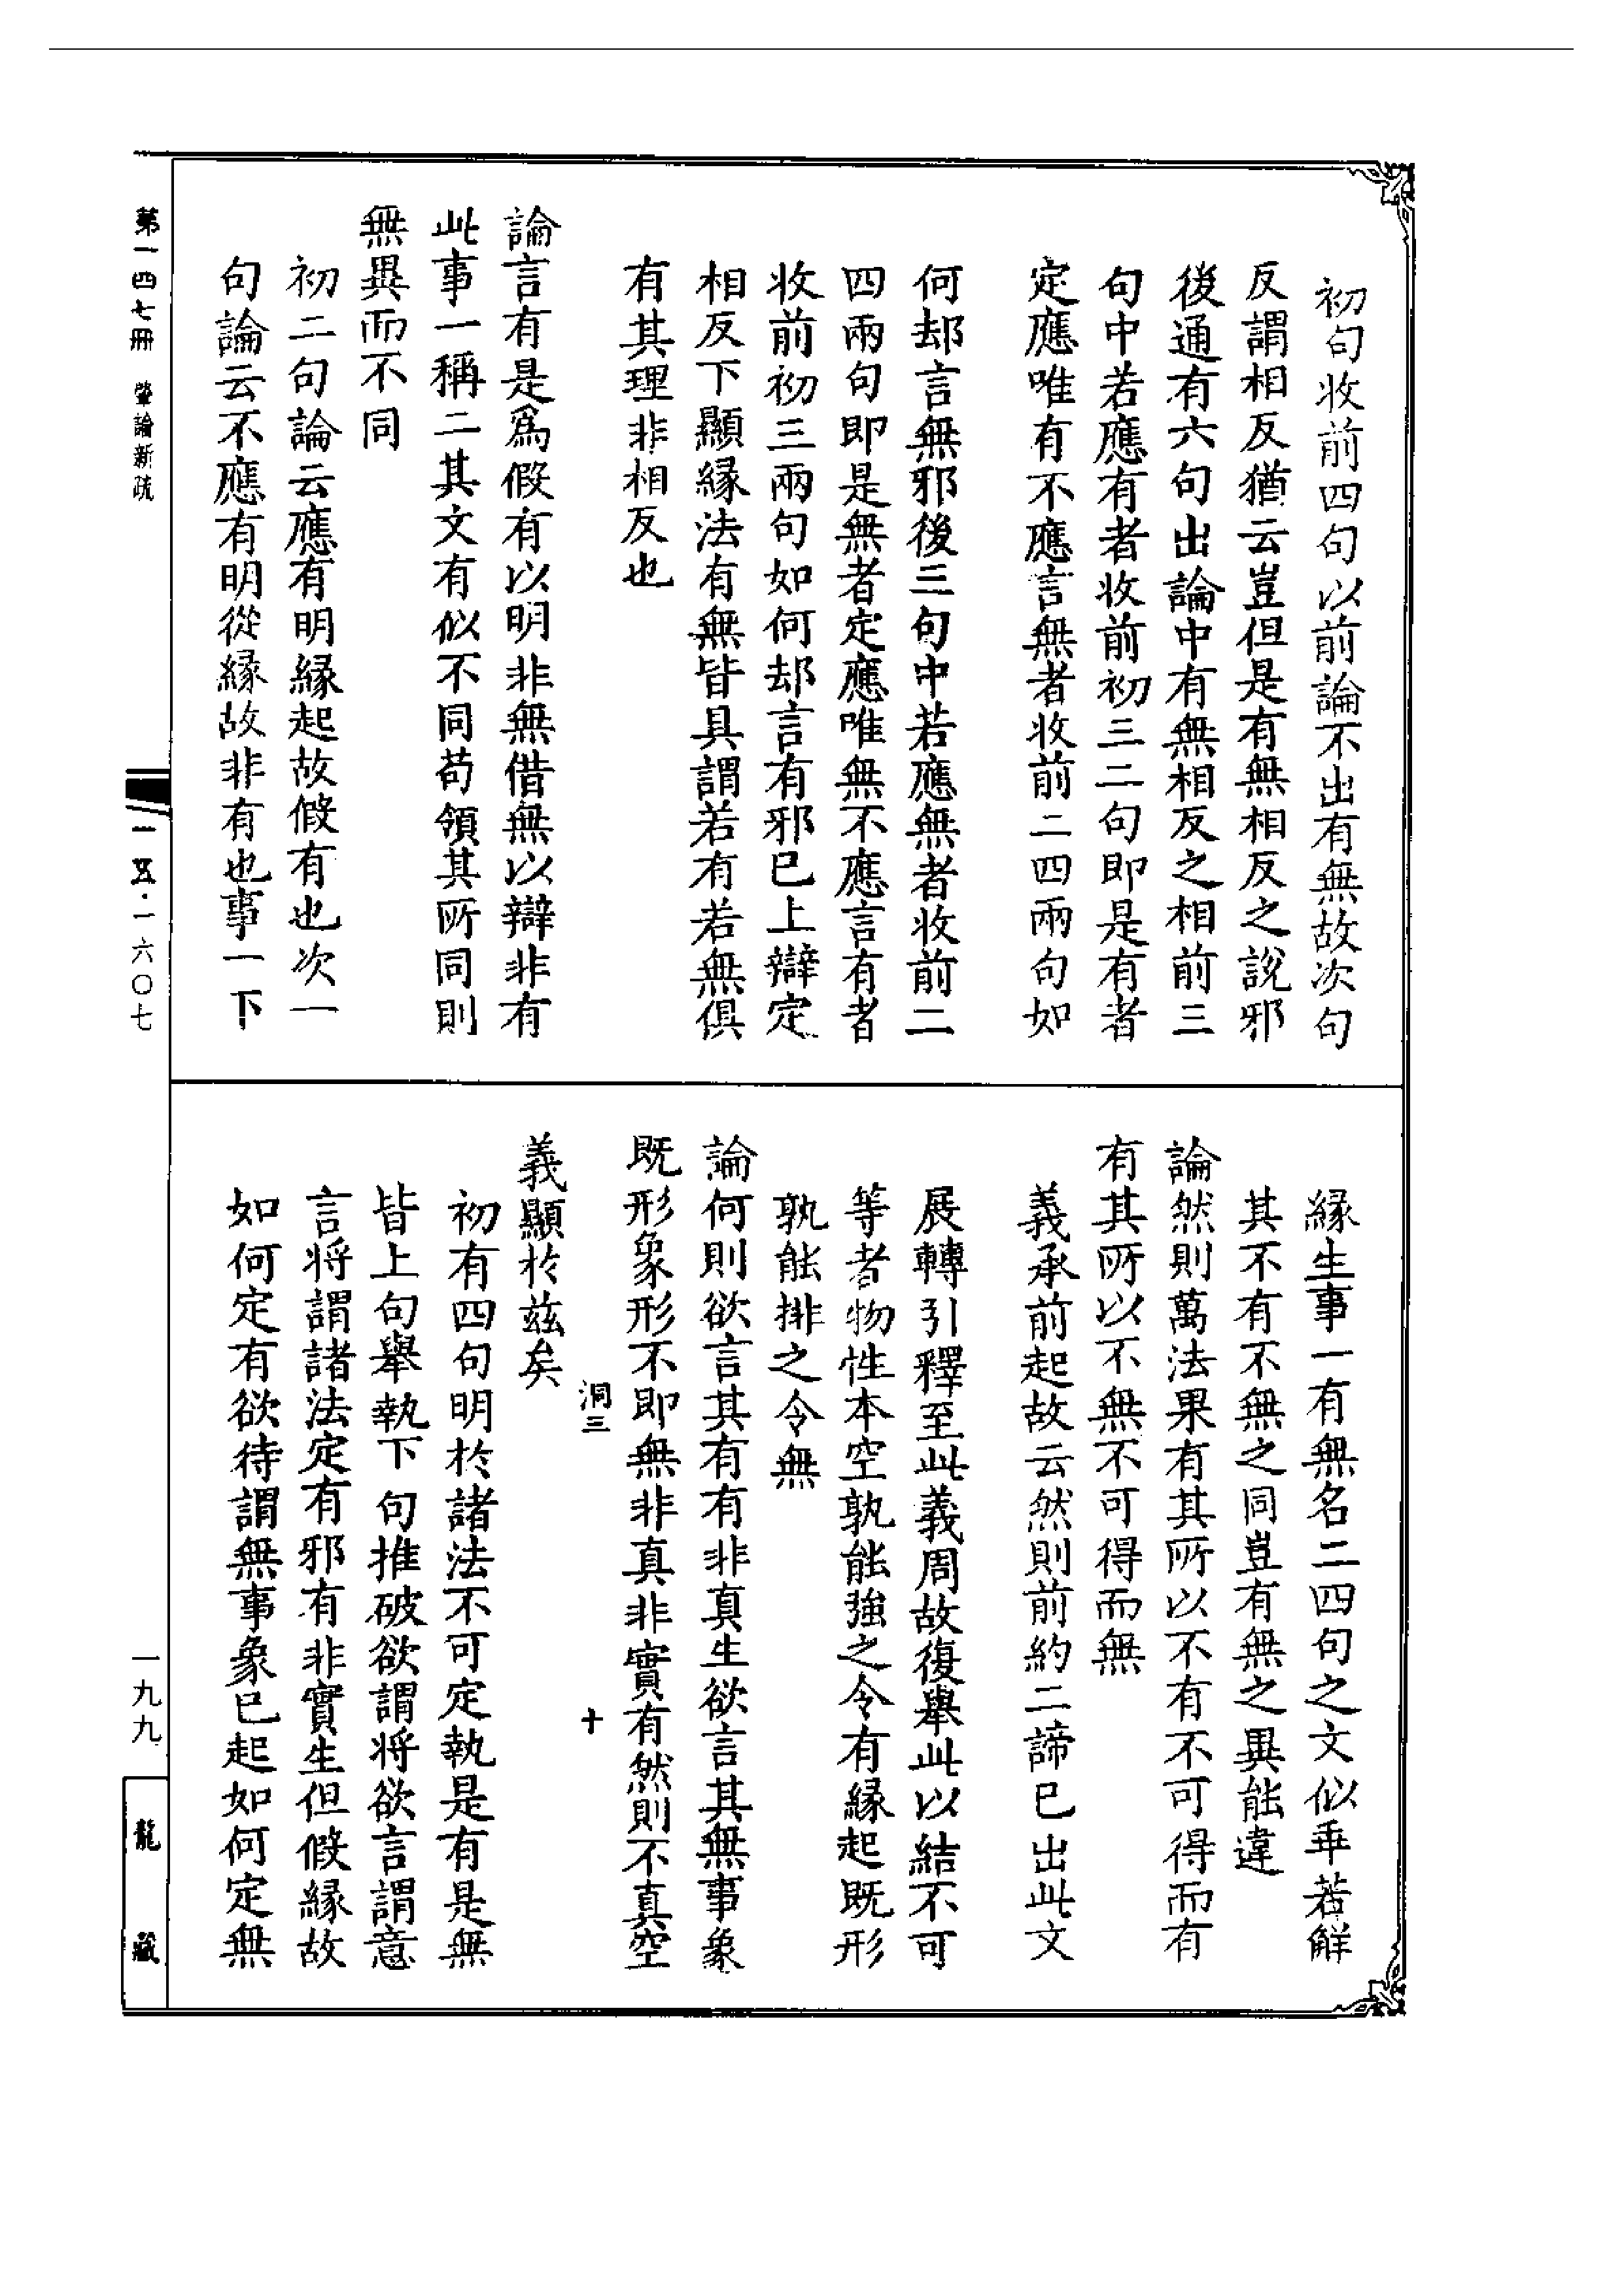 初句收前四句以前論不出有無故次句
反謂相反猶云豈但是有無相反之說邪
後通有六句出論中有無相反之相前三
句中若應有者收前初三二句即是有者
定應唯有不應言無者收前二四兩句如
何却言無邪後三句中若應無者收前二
四兩句即是無者定應唯無不應言有者
收前初三兩句如何却言有邪已上辯定
相反下顯緣法有無皆具謂若有若無俱
有其理非相反也
論言有是為假有以明非無借無以辯非有
此事一稱二其文有似不同苟領其所同則
無異而不同
初二句論云應有明緣起故假有也次一
句論云不應有明從緣故非有也事一下
緣生事一有無名二四句之文似乖若解
其不有不無之同豈有無之異能違
論然則萬法果有其所以不有不可得而有
有其所以不無不可得而無
義承前起故云然則前約二諦已出此文
展轉引釋至此義周故復舉此以結不可
等者物性本空孰能強之令有緣起既形
孰能排之令無
論何則欲言其有有非真生欲言其無事象
既形象形不即無非真非實有然則不真空
洞三 十
義顯於茲矣
初有四句明於諸法不可定執是有是無
皆上句舉執下句推破欲謂將欲言謂意
言將謂諸法定有邪有非實生但假緣故
如何定有欲待謂無事象已起如何定無
第一四七冊 肇論新疏
一五·一六〇七
一九九
龍藏